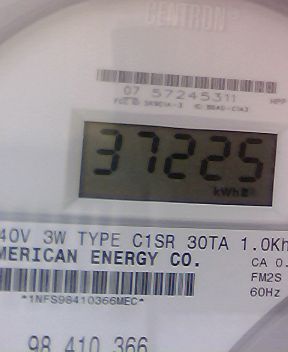 CENTRON®
07 57245311
37225
kWh
40V 3W TYPE C1SR 30TA 1.0Kh
MERICAN ENERGY CO.
CA 0.
FM2S
60Hz
*1NFS98410366MEC*
98 410 366